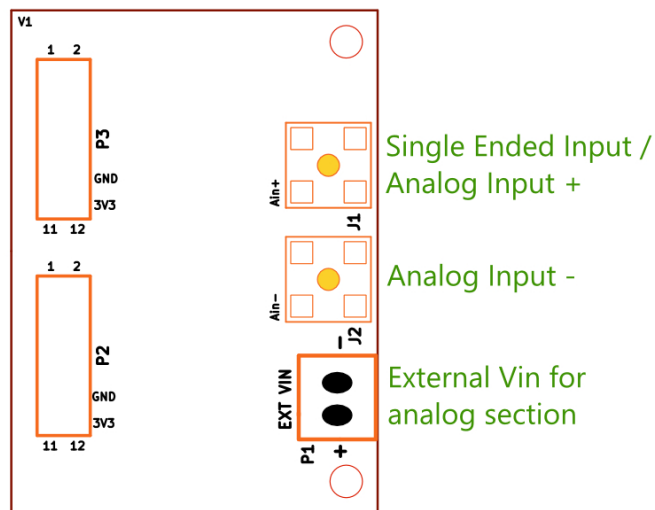 V1
1 2
P3
GND
3V3
11 12
1 2
P2
GND
3V3
11 12
Ain+
J1
Single Ended Input /
Analog Input +
Ain-
J2
Analog Input -
-
EXT VIN
P1
+
External Vin for
analog section